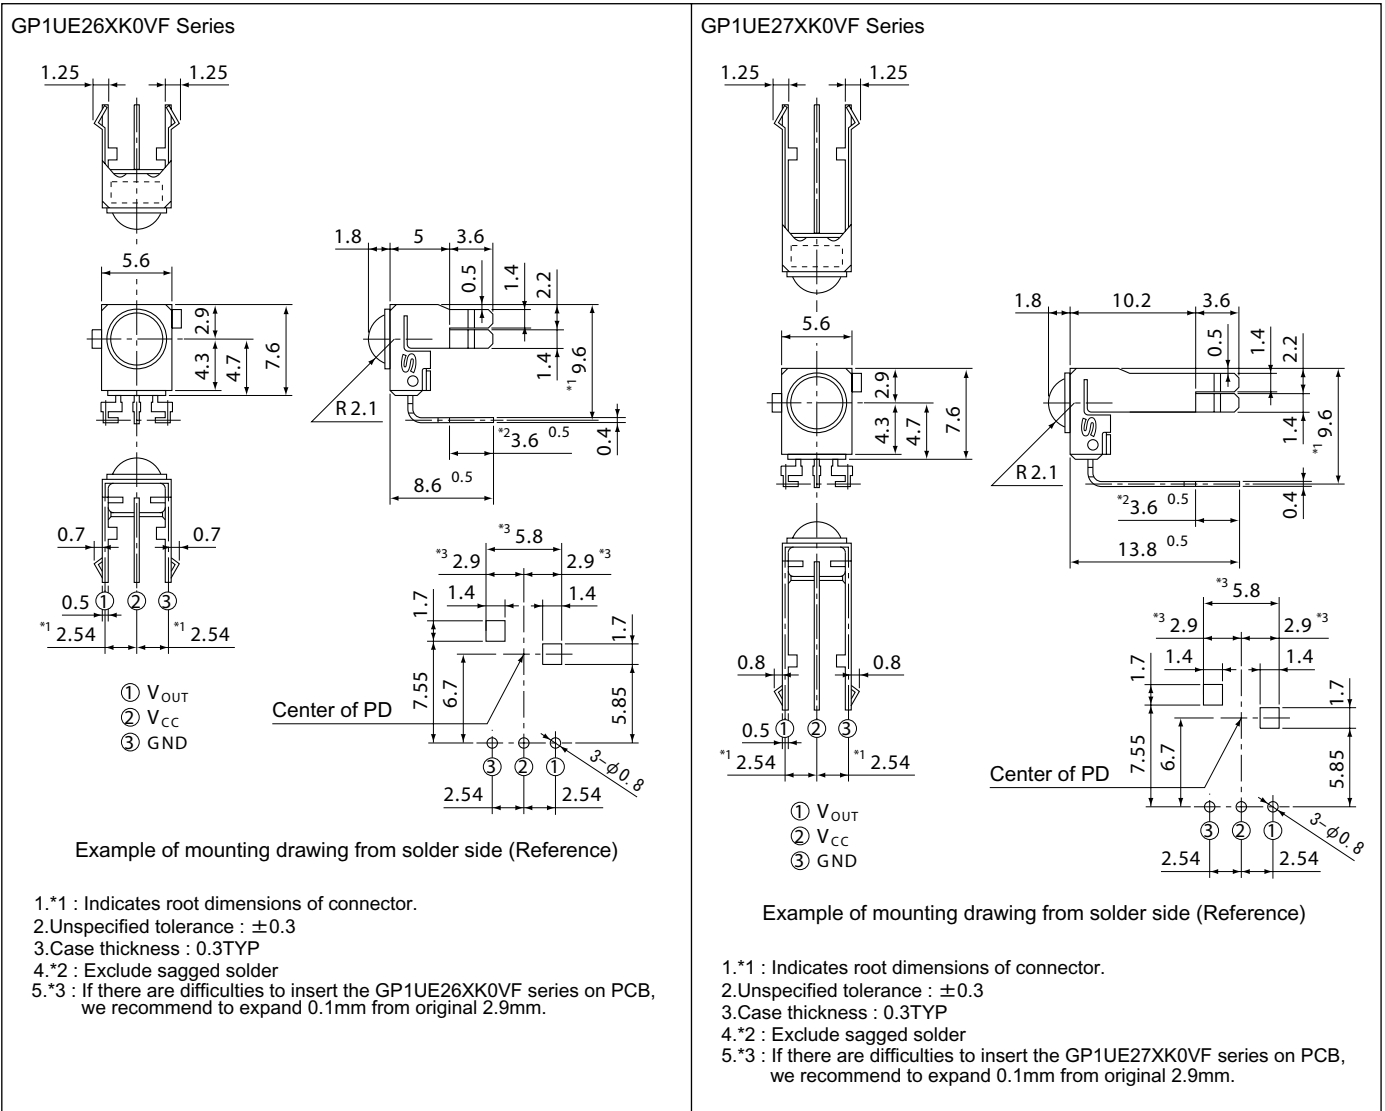 GP1UE26XK0VF Series
1.25
1.25
5.6
2.9
4.3
4.7
7.6
1.8
5
3.6
0.5
1.4
2.2
1.4
*1 9.6
R 2.1
*2 3.6 0.5
0.4
8.6 0.5
0.7
0.7
0.5
① ② ③
*1 2.54
*1 2.54
① VOUT
② VCC
③ GND
*3 5.8
*3 2.9
2.9 *3
1.4
1.4
1.7
1.7
7.55
6.7
5.85
Center of PD
③ ② ①
3-φ0.8
2.54
2.54
Example of mounting drawing from solder side (Reference)
1.*1 : Indicates root dimensions of connector.
2.Unspecified tolerance : ±0.3
3.Case thickness : 0.3TYP
4.*2 : Exclude sagged solder
5.*3 : If there are difficulties to insert the GP1UE26XK0VF series on PCB,
we recommend to expand 0.1mm from original 2.9mm.
GP1UE27XK0VF Series
1.25
1.25
5.6
2.9
4.3
4.7
7.6
1.8
10.2
3.6
0.5
1.4
2.2
1.4
*1 9.6
R 2.1
*2 3.6 0.5
0.4
13.8 0.5
0.8
0.8
0.5
① ② ③
*1 2.54
*1 2.54
① VOUT
② VCC
③ GND
*3 5.8
*3 2.9
2.9 *3
1.4
1.4
1.7
1.7
7.55
6.7
5.85
Center of PD
③ ② ①
3-φ0.8
2.54
2.54
Example of mounting drawing from solder side (Reference)
1.*1 : Indicates root dimensions of connector.
2.Unspecified tolerance : ±0.3
3.Case thickness : 0.3TYP
4.*2 : Exclude sagged solder
5.*3 : If there are difficulties to insert the GP1UE27XK0VF series on PCB,
we recommend to expand 0.1mm from original 2.9mm.